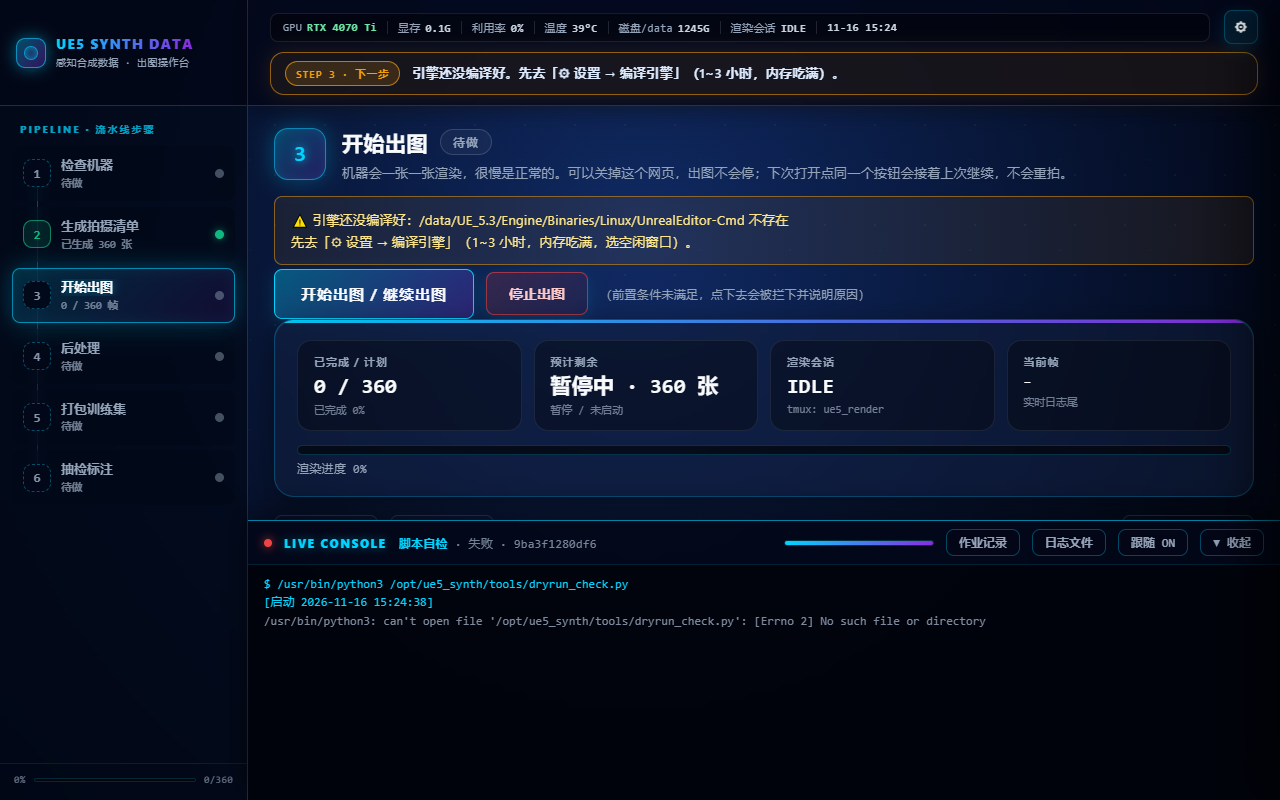 UE5 SYNTH DATA
感知合成数据 · 出图操作台
GPU RTX 4070 Ti 显存 0.1G 利用率 0% 温度 39°C 磁盘/data 1245G 渲染会话 IDLE 11-16 15:24
STEP 3 · 下一步 引擎还没编译好。先去「⚙ 设置 → 编译引擎」（1~3 小时，内存吃满）。
PIPELINE · 流水线步骤
1 检查机器
待做
2 生成拍摄清单
已生成 360 张
3 开始出图
0 / 360 帧
4 后处理
待做
5 打包训练集
待做
6 抽检标注
待做
0% 0/360
3 开始出图 待做
机器会一张一张渲染，很慢是正常的。可以关掉这个网页，出图不会停；下次打开点同一个按钮会接着上次继续，不会重拍。
⚠ 引擎还没编译好：/data/UE_5.3/Engine/Binaries/Linux/UnrealEditor-Cmd 不存在
先去「⚙ 设置 → 编译引擎」（1~3 小时，内存吃满，选空闲窗口）。
开始出图 / 继续出图 停止出图 (前置条件未满足，点下去会被拦下并说明原因)
已完成 / 计划
0 / 360
已完成 0%
预计剩余
暂停中 · 360 张
暂停 / 未启动
渲染会话
IDLE
tmux: ue5_render
当前帧
–
实时日志尾
渲染进度 0%
LIVE CONSOLE 脚本自检 · 失败 · 9ba3f1280df6 作业记录 日志文件 跟随 ON ▼ 收起
$ /usr/bin/python3 /opt/ue5_synth/tools/dryrun_check.py
[启动 2026-11-16 15:24:38]
/usr/bin/python3: can't open file '/opt/ue5_synth/tools/dryrun_check.py': [Errno 2] No such file or directory